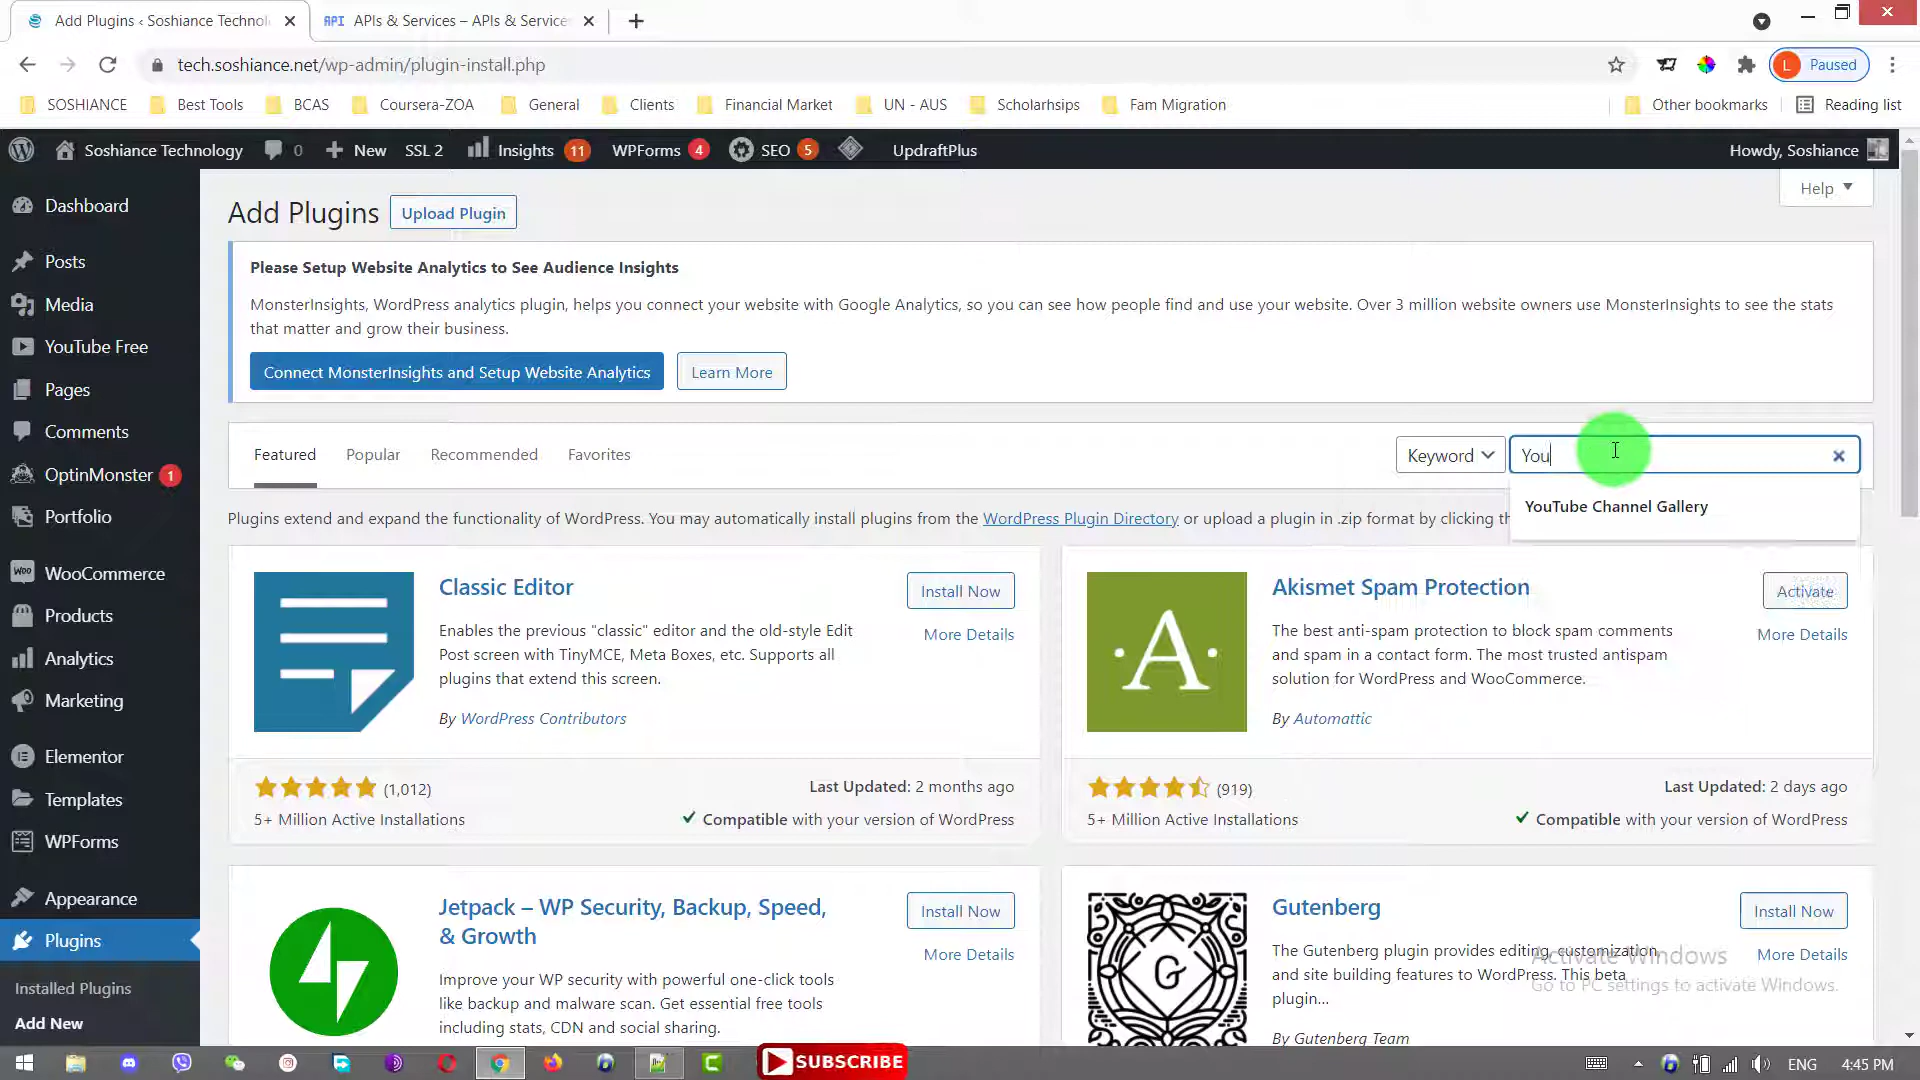 Add Plugins ‹ Soshiance Technol
API APIs & Services – APIs & Service
tech.soshiance.net/wp-admin/plugin-install.php
L Paused
SOSHIANCE
Best Tools
BCAS
Coursera-ZOA
General
Clients
Financial Market
UN - AUS
Scholarhsips
Fam Migration
Other bookmarks
Reading list
Soshiance Technology
0
New
SSL 2
Insights 11
WPForms 4
SEO 5
UpdraftPlus
Howdy, Soshiance
Dashboard
Posts
Media
YouTube Free
Pages
Comments
OptinMonster 1
Portfolio
Woo WooCommerce
Products
Analytics
Marketing
Elementor
Templates
WPForms
Appearance
Plugins
Installed Plugins
Add New
Help
Add Plugins
Upload Plugin
Please Setup Website Analytics to See Audience Insights
MonsterInsights, WordPress analytics plugin, helps you connect your website with Google Analytics, so you can see how people find and use your website. Over 3 million website owners use MonsterInsights to see the stats
that matter and grow their business.
Connect MonsterInsights and Setup Website Analytics
Learn More
Featured
Popular
Recommended
Favorites
Keyword
You
YouTube Channel Gallery
Plugins extend and expand the functionality of WordPress. You may automatically install plugins from the WordPress Plugin Directory or upload a plugin in .zip format by clicking th
Classic Editor
Install Now
More Details
Enables the previous "classic" editor and the old-style Edit
Post screen with TinyMCE, Meta Boxes, etc. Supports all
plugins that extend this screen.
By WordPress Contributors
(1,012)
5+ Million Active Installations
Last Updated: 2 months ago
Compatible with your version of WordPress
·A·
Akismet Spam Protection
Activate
More Details
The best anti-spam protection to block spam comments
and spam in a contact form. The most trusted antispam
solution for WordPress and WooCommerce.
By Automattic
(919)
5+ Million Active Installations
Last Updated: 2 days ago
Compatible with your version of WordPress
Jetpack – WP Security, Backup, Speed,
& Growth
Install Now
More Details
Improve your WP security with powerful one-click tools
like backup and malware scan. Get essential free tools
including stats, CDN and social sharing.
G
Gutenberg
Install Now
More Details
The Gutenberg plugin provides editing, customization,
and site building features to WordPress. This beta
plugin...
By Gutenberg Team
Activate Windows
Go to PC settings to activate Windows.
SUBSCRIBE
ENG
4:45 PM